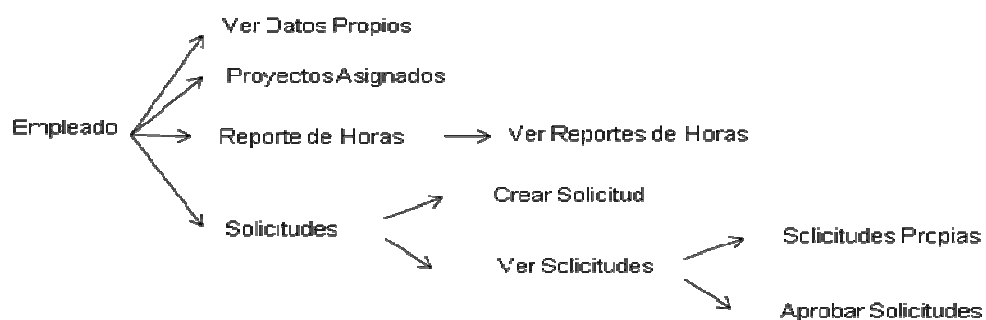 Ver Datos Propios
Proyectos Asignados
Empleado
Reporte de Horas
Ver Reportes de Horas
Crear Solicitud
Solicitudes
Solicitudes Propias
Ver Solicitudes
Aprobar Solicitudes